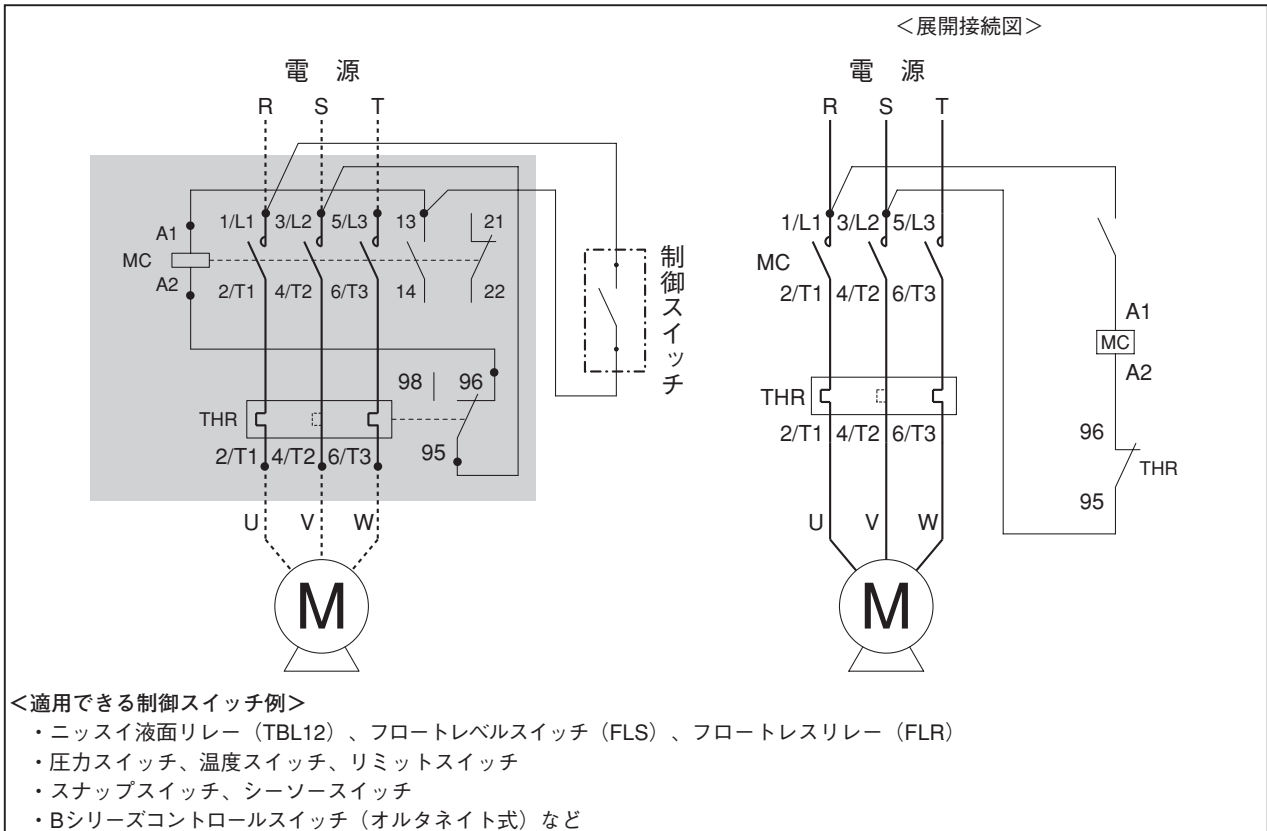 ＜展開接続図＞
電 源
R S T
1/L1 3/L2 5/L3 13 21
A1
MC
A2
2/T1 4/T2 6/T3 14 22
制御スイッチ
98 96
THR
2/T1 4/T2 6/T3 95
U V W
M
電 源
R S T
1/L1 3/L2 5/L3
MC
2/T1 4/T2 6/T3
A1
MC
A2
THR
2/T1 4/T2 6/T3
96
THR
95
U V W
M
＜適用できる制御スイッチ例＞
・ニッスイ液面リレー（TBL12）、フロートレベルスイッチ（FLS）、フロートレスリレー（FLR）
・圧力スイッチ、温度スイッチ、リミットスイッチ
・スナップスイッチ、シーソースイッチ
・Bシリーズコントロールスイッチ（オルタネイト式）など